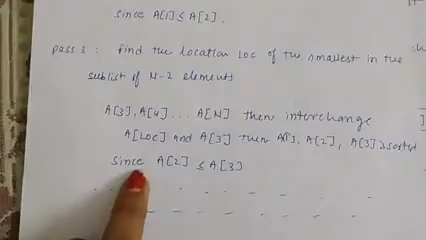 since A[1] ≤ A[2].
pass 3 : Find the location LOC of the smallest in the
sublist of N-2 elements
A[3], A[4] ... A[N] then interchange
A[LOC] and A[3] then A[1], A[2], A[3] is sorted
since A[2] ≤ A[3]